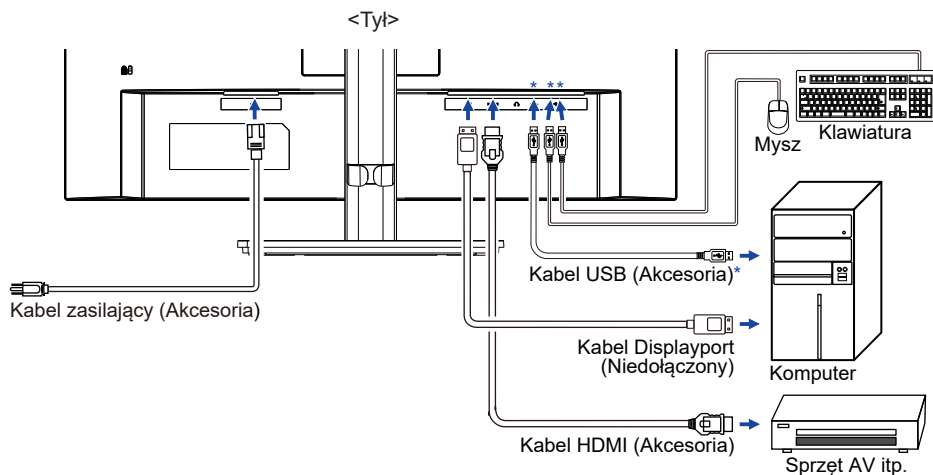 <Tył>
* * *
Klawiatura
Mysz
Kabel USB (Akcesoria)*
Kabel zasilający (Akcesoria)
Kabel Displayport
(Niedołączony)
Komputer
Kabel HDMI (Akcesoria)
Sprzęt AV itp.